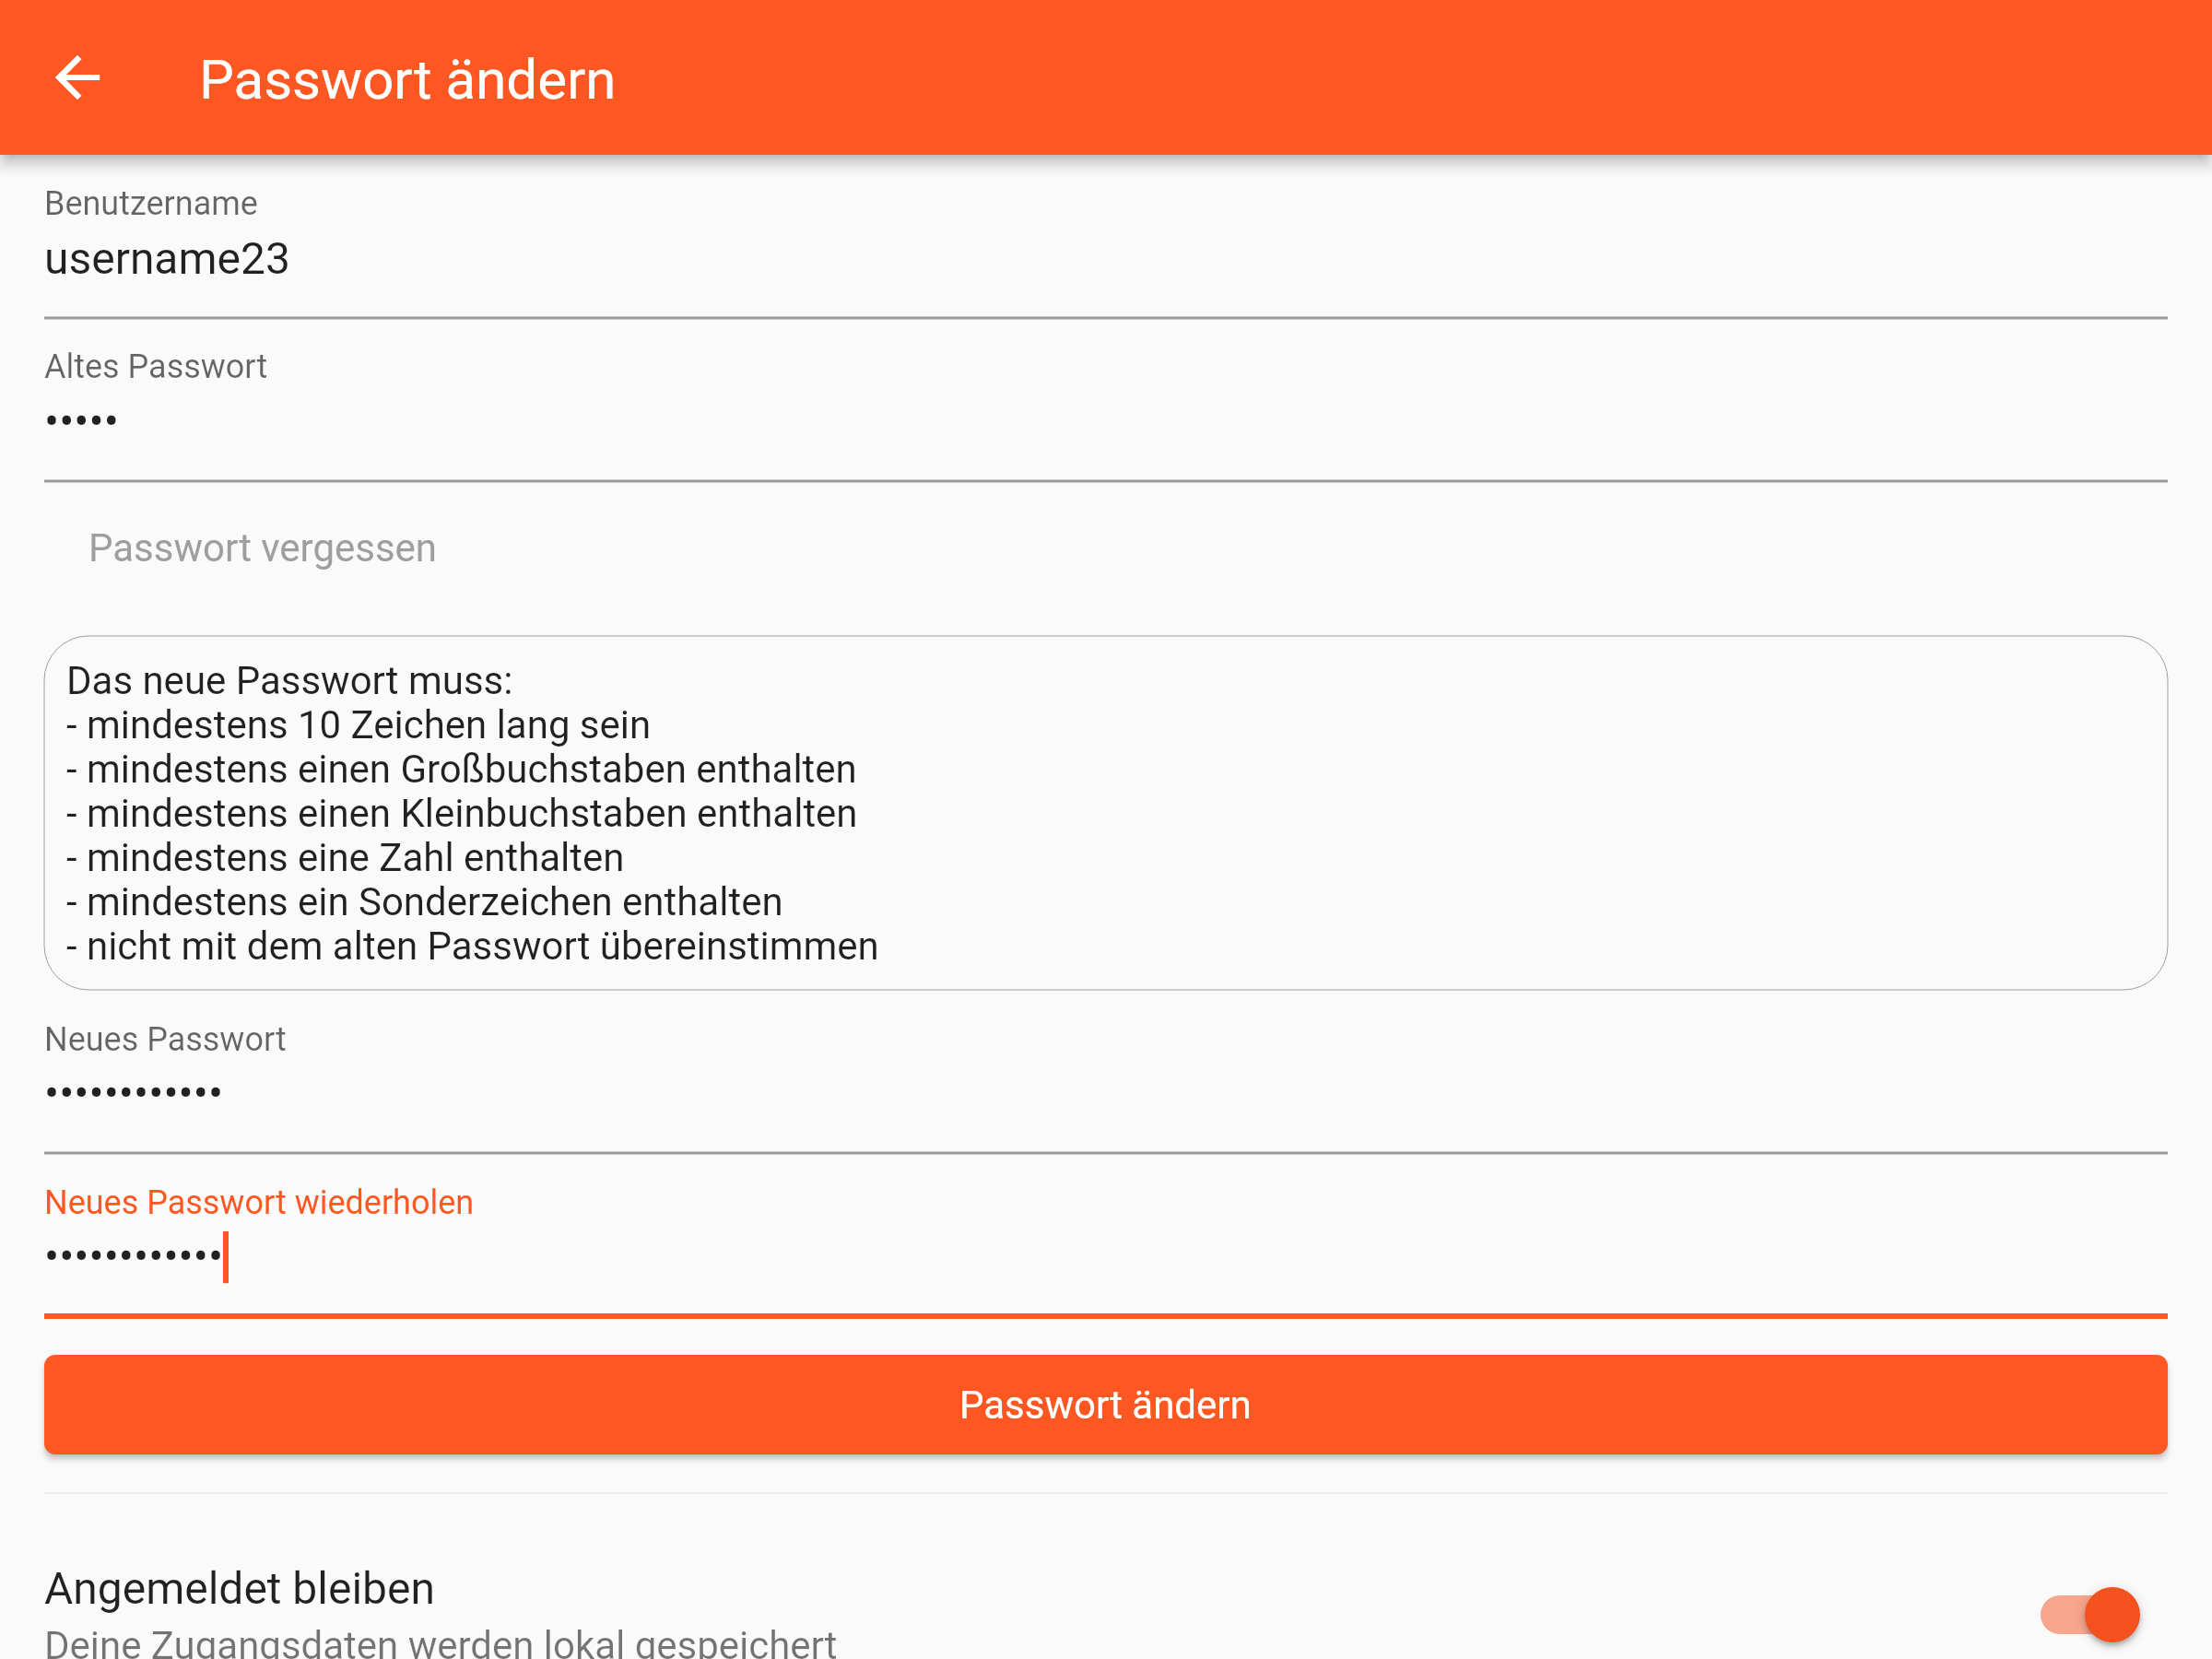 Passwort ändern
Benutzername
username23
Altes Passwort
•••••
Passwort vergessen
Das neue Passwort muss:
- mindestens 10 Zeichen lang sein
- mindestens einen Großbuchstaben enthalten
- mindestens einen Kleinbuchstaben enthalten
- mindestens eine Zahl enthalten
- mindestens ein Sonderzeichen enthalten
- nicht mit dem alten Passwort übereinstimmen
Neues Passwort
••••••••••••
Neues Passwort wiederholen
••••••••••••
Passwort ändern
Angemeldet bleiben
Deine Zugangsdaten werden lokal gespeichert